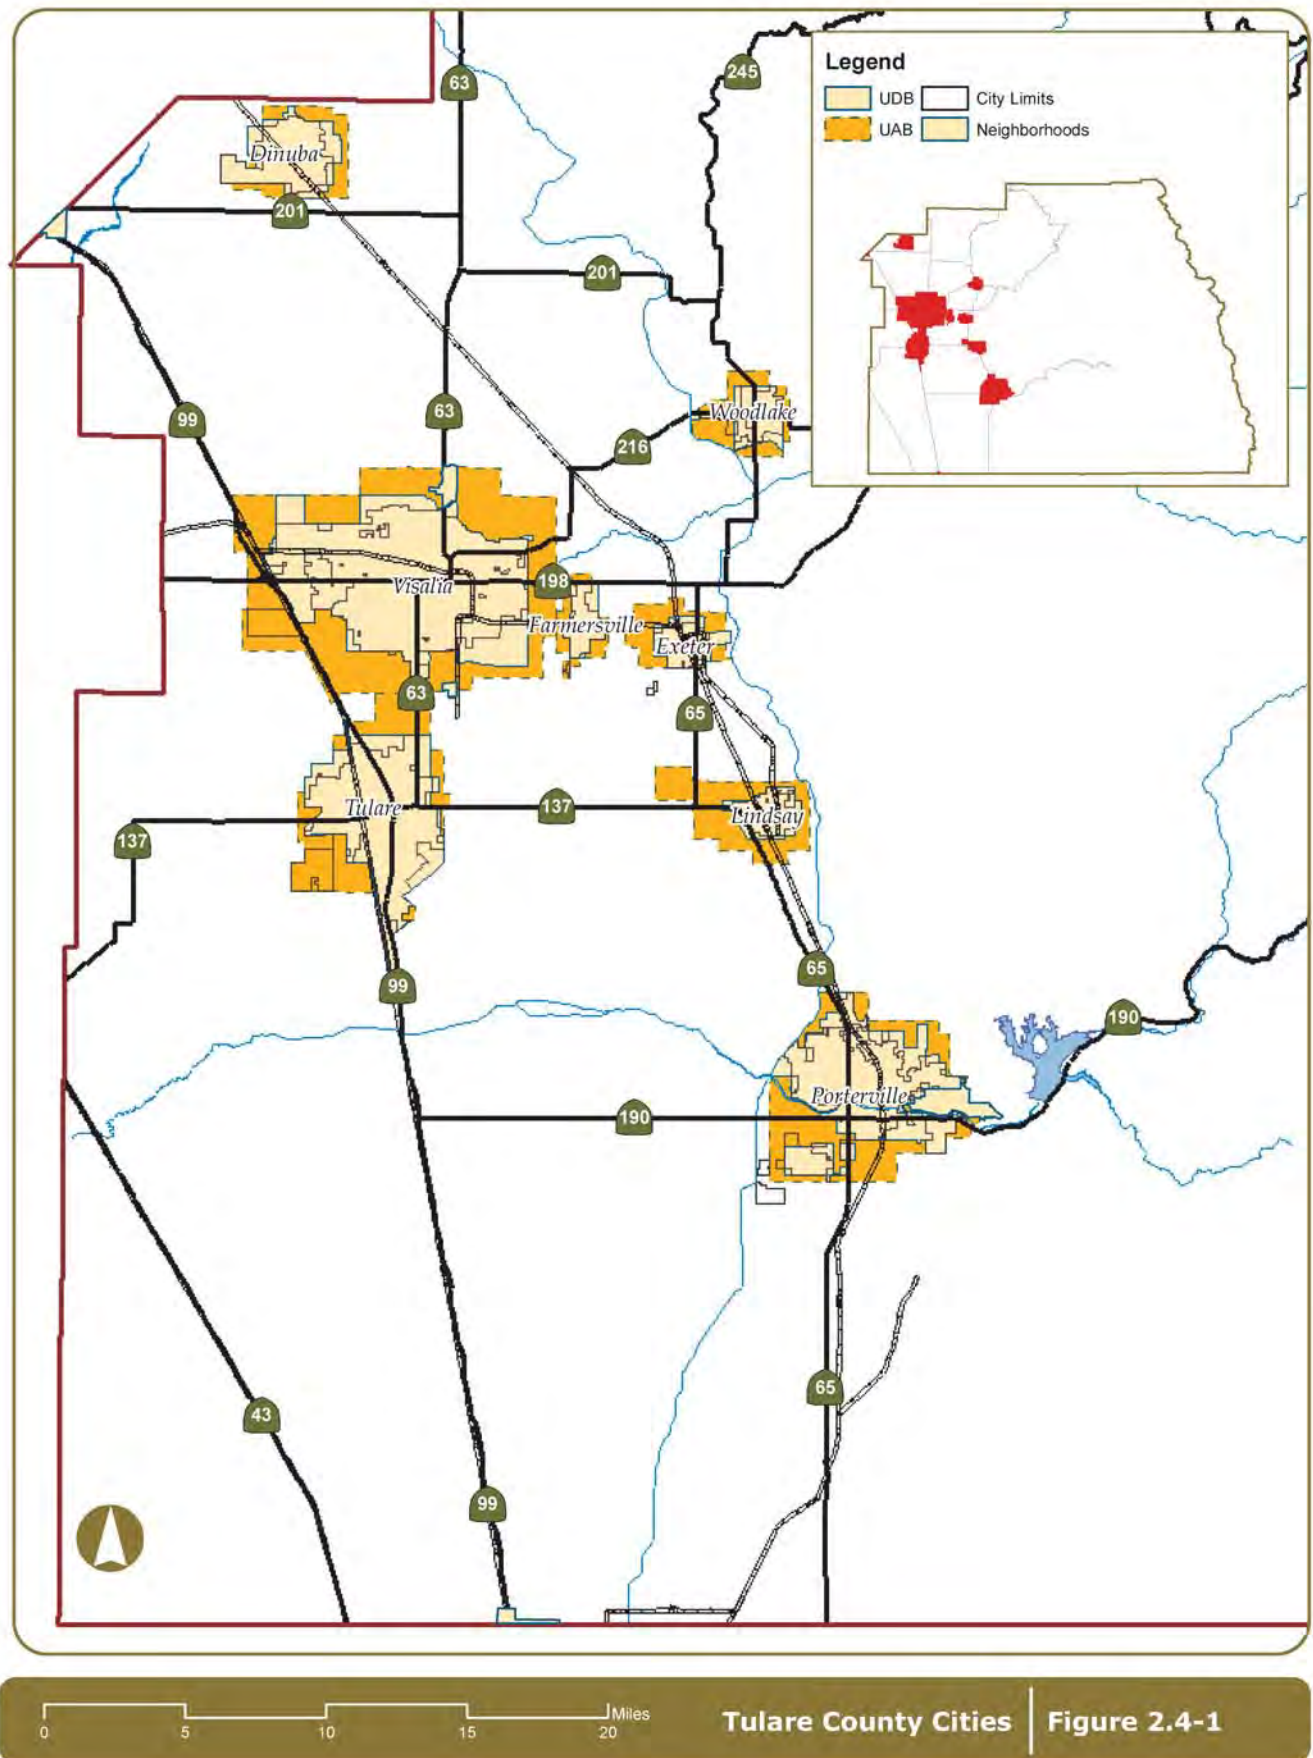 63
245
Legend
UDB
City Limits
UAB
Neighborhoods
Dinuba
201
201
99
63
Woodlake
216
Visalia
198
Farmersville
Exeter
63
65
Tulare
137
Lindsay
137
65
99
190
Porterville
190
65
43
99
0 5 10 15 20 Miles
Tulare County Cities
Figure 2.4-1